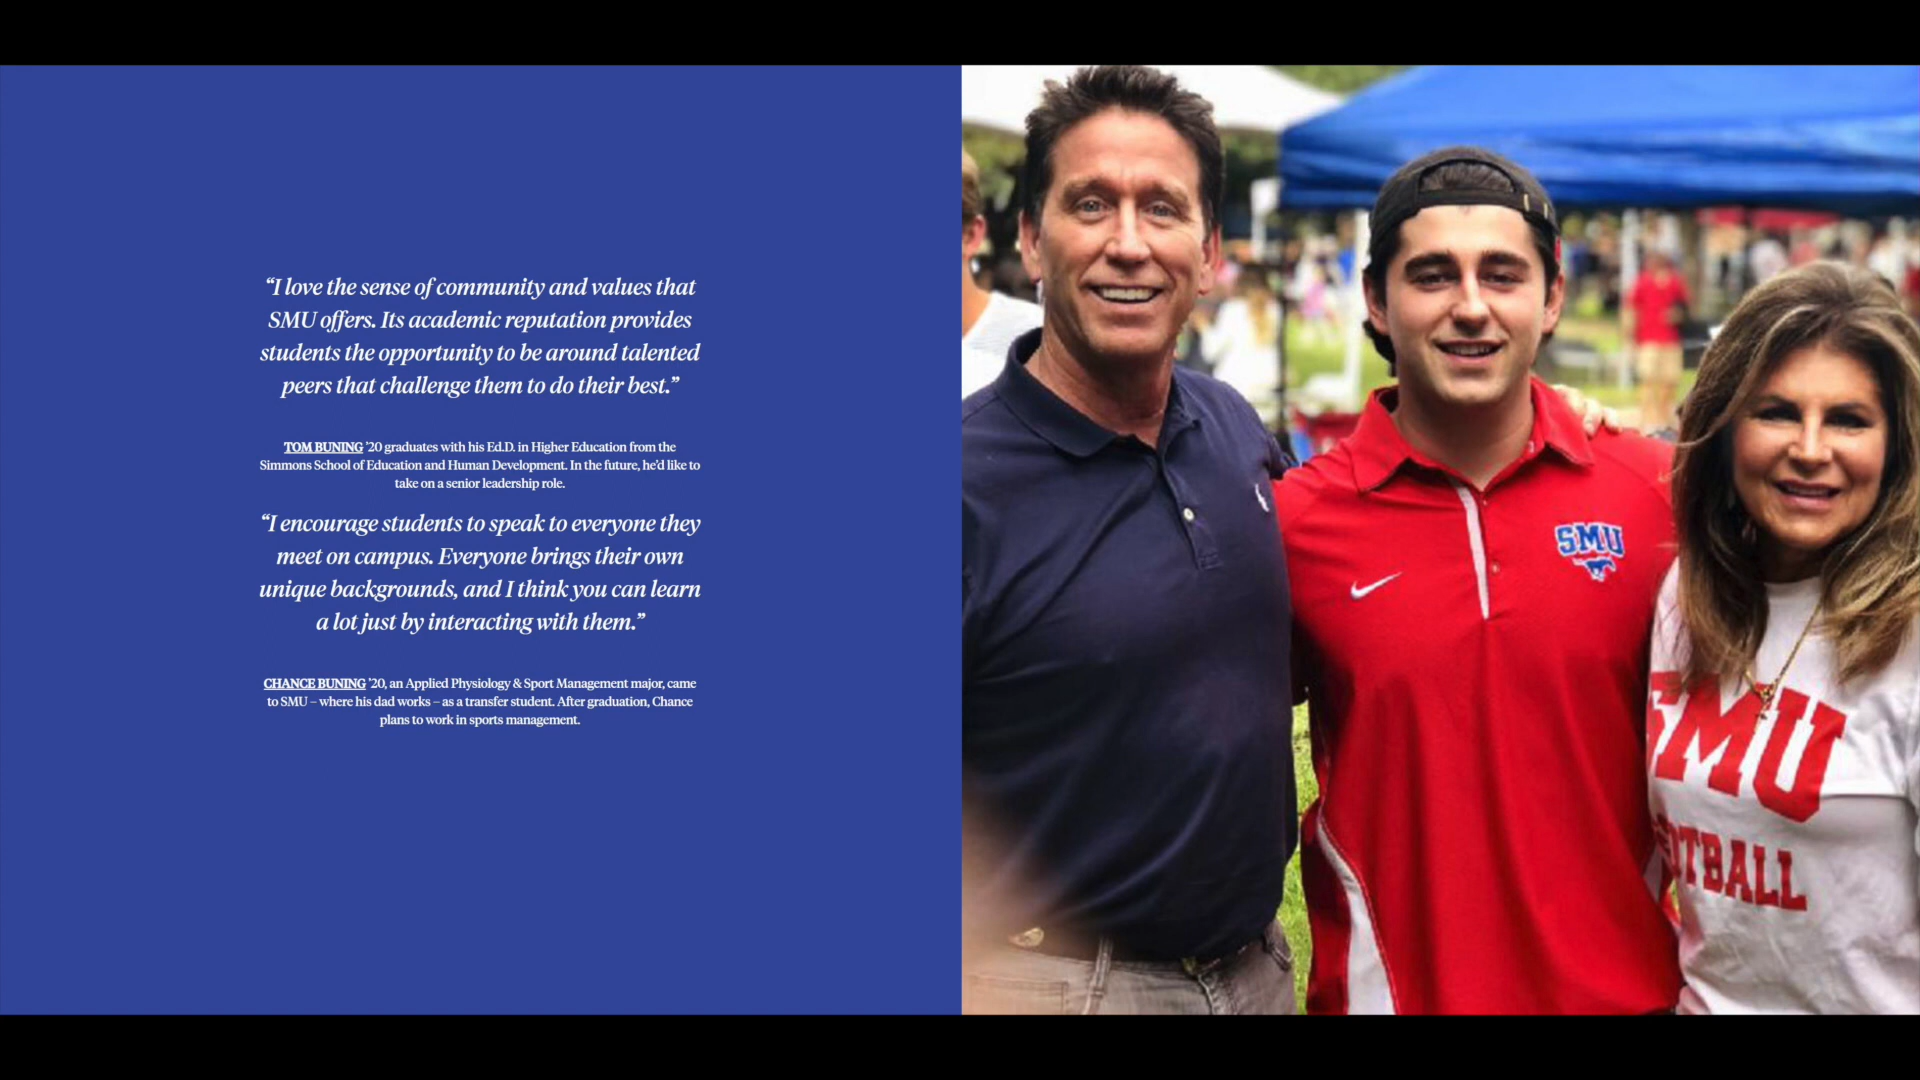 “I love the sense of community and values that
SMU offers. Its academic reputation provides
students the opportunity to be around talented
peers that challenge them to do their best.”
TOM BUNING ’20 graduates with his Ed.D. in Higher Education from the
Simmons School of Education and Human Development. In the future, he’d like to
take on a senior leadership role.
“I encourage students to speak to everyone they
meet on campus. Everyone brings their own
unique backgrounds, and I think you can learn
a lot just by interacting with them.”
CHANCE BUNING ’20, an Applied Physiology & Sport Management major, came
to SMU – where his dad works – as a transfer student. After graduation, Chance
plans to work in sports management.
SMU
SMU